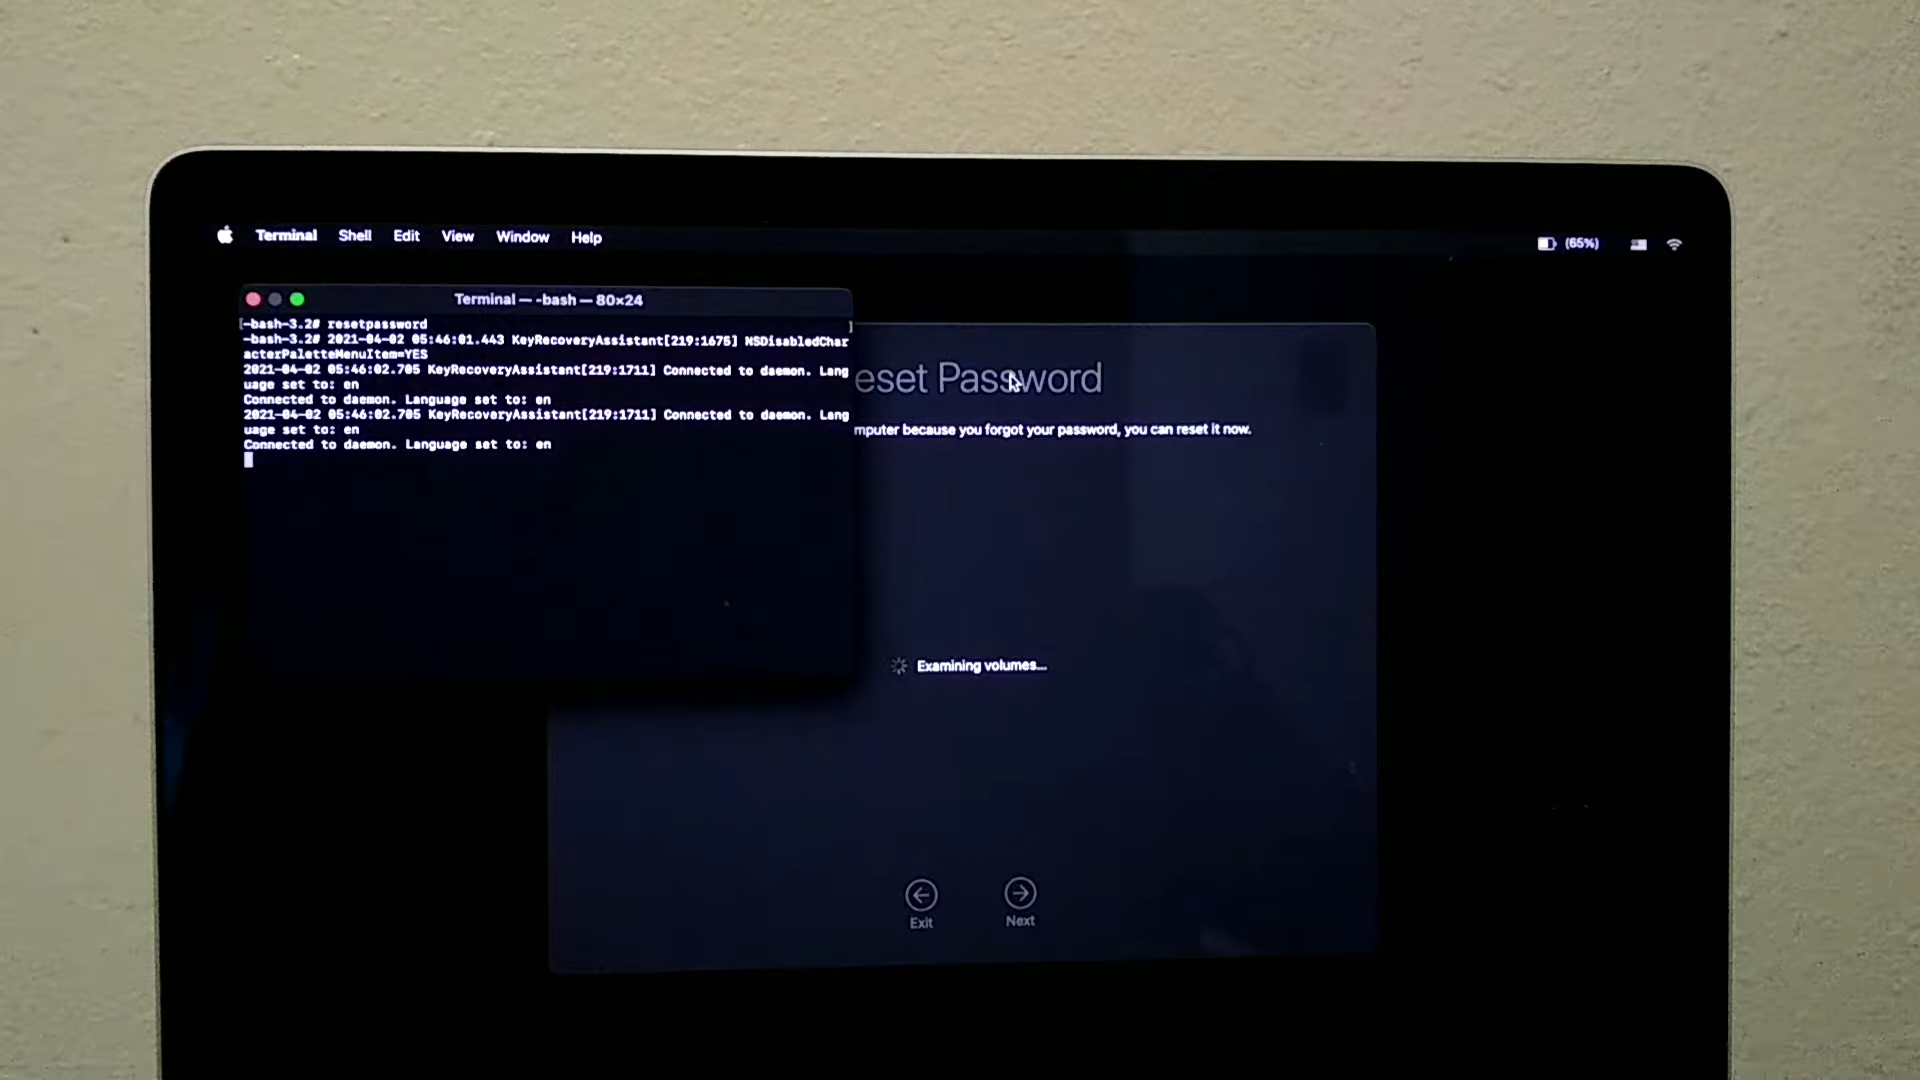 Terminal Shell Edit View Window Help (65%)
Terminal — -bash — 80×24
[-bash-3.2# resetpassword ]
-bash-3.2# 2021-04-02 05:46:01.443 KeyRecoveryAssistant[219:1675] NSDisabledChar
acterPaletteMenuItem=YES
2021-04-02 05:46:02.705 KeyRecoveryAssistant[219:1711] Connected to daemon. Lang
uage set to: en
Connected to daemon. Language set to: en
2021-04-02 05:46:02.705 KeyRecoveryAssistant[219:1711] Connected to daemon. Lang
uage set to: en
Connected to daemon. Language set to: en
eset Password
mputer because you forgot your password, you can reset it now.
Examining volumes...
Exit Next